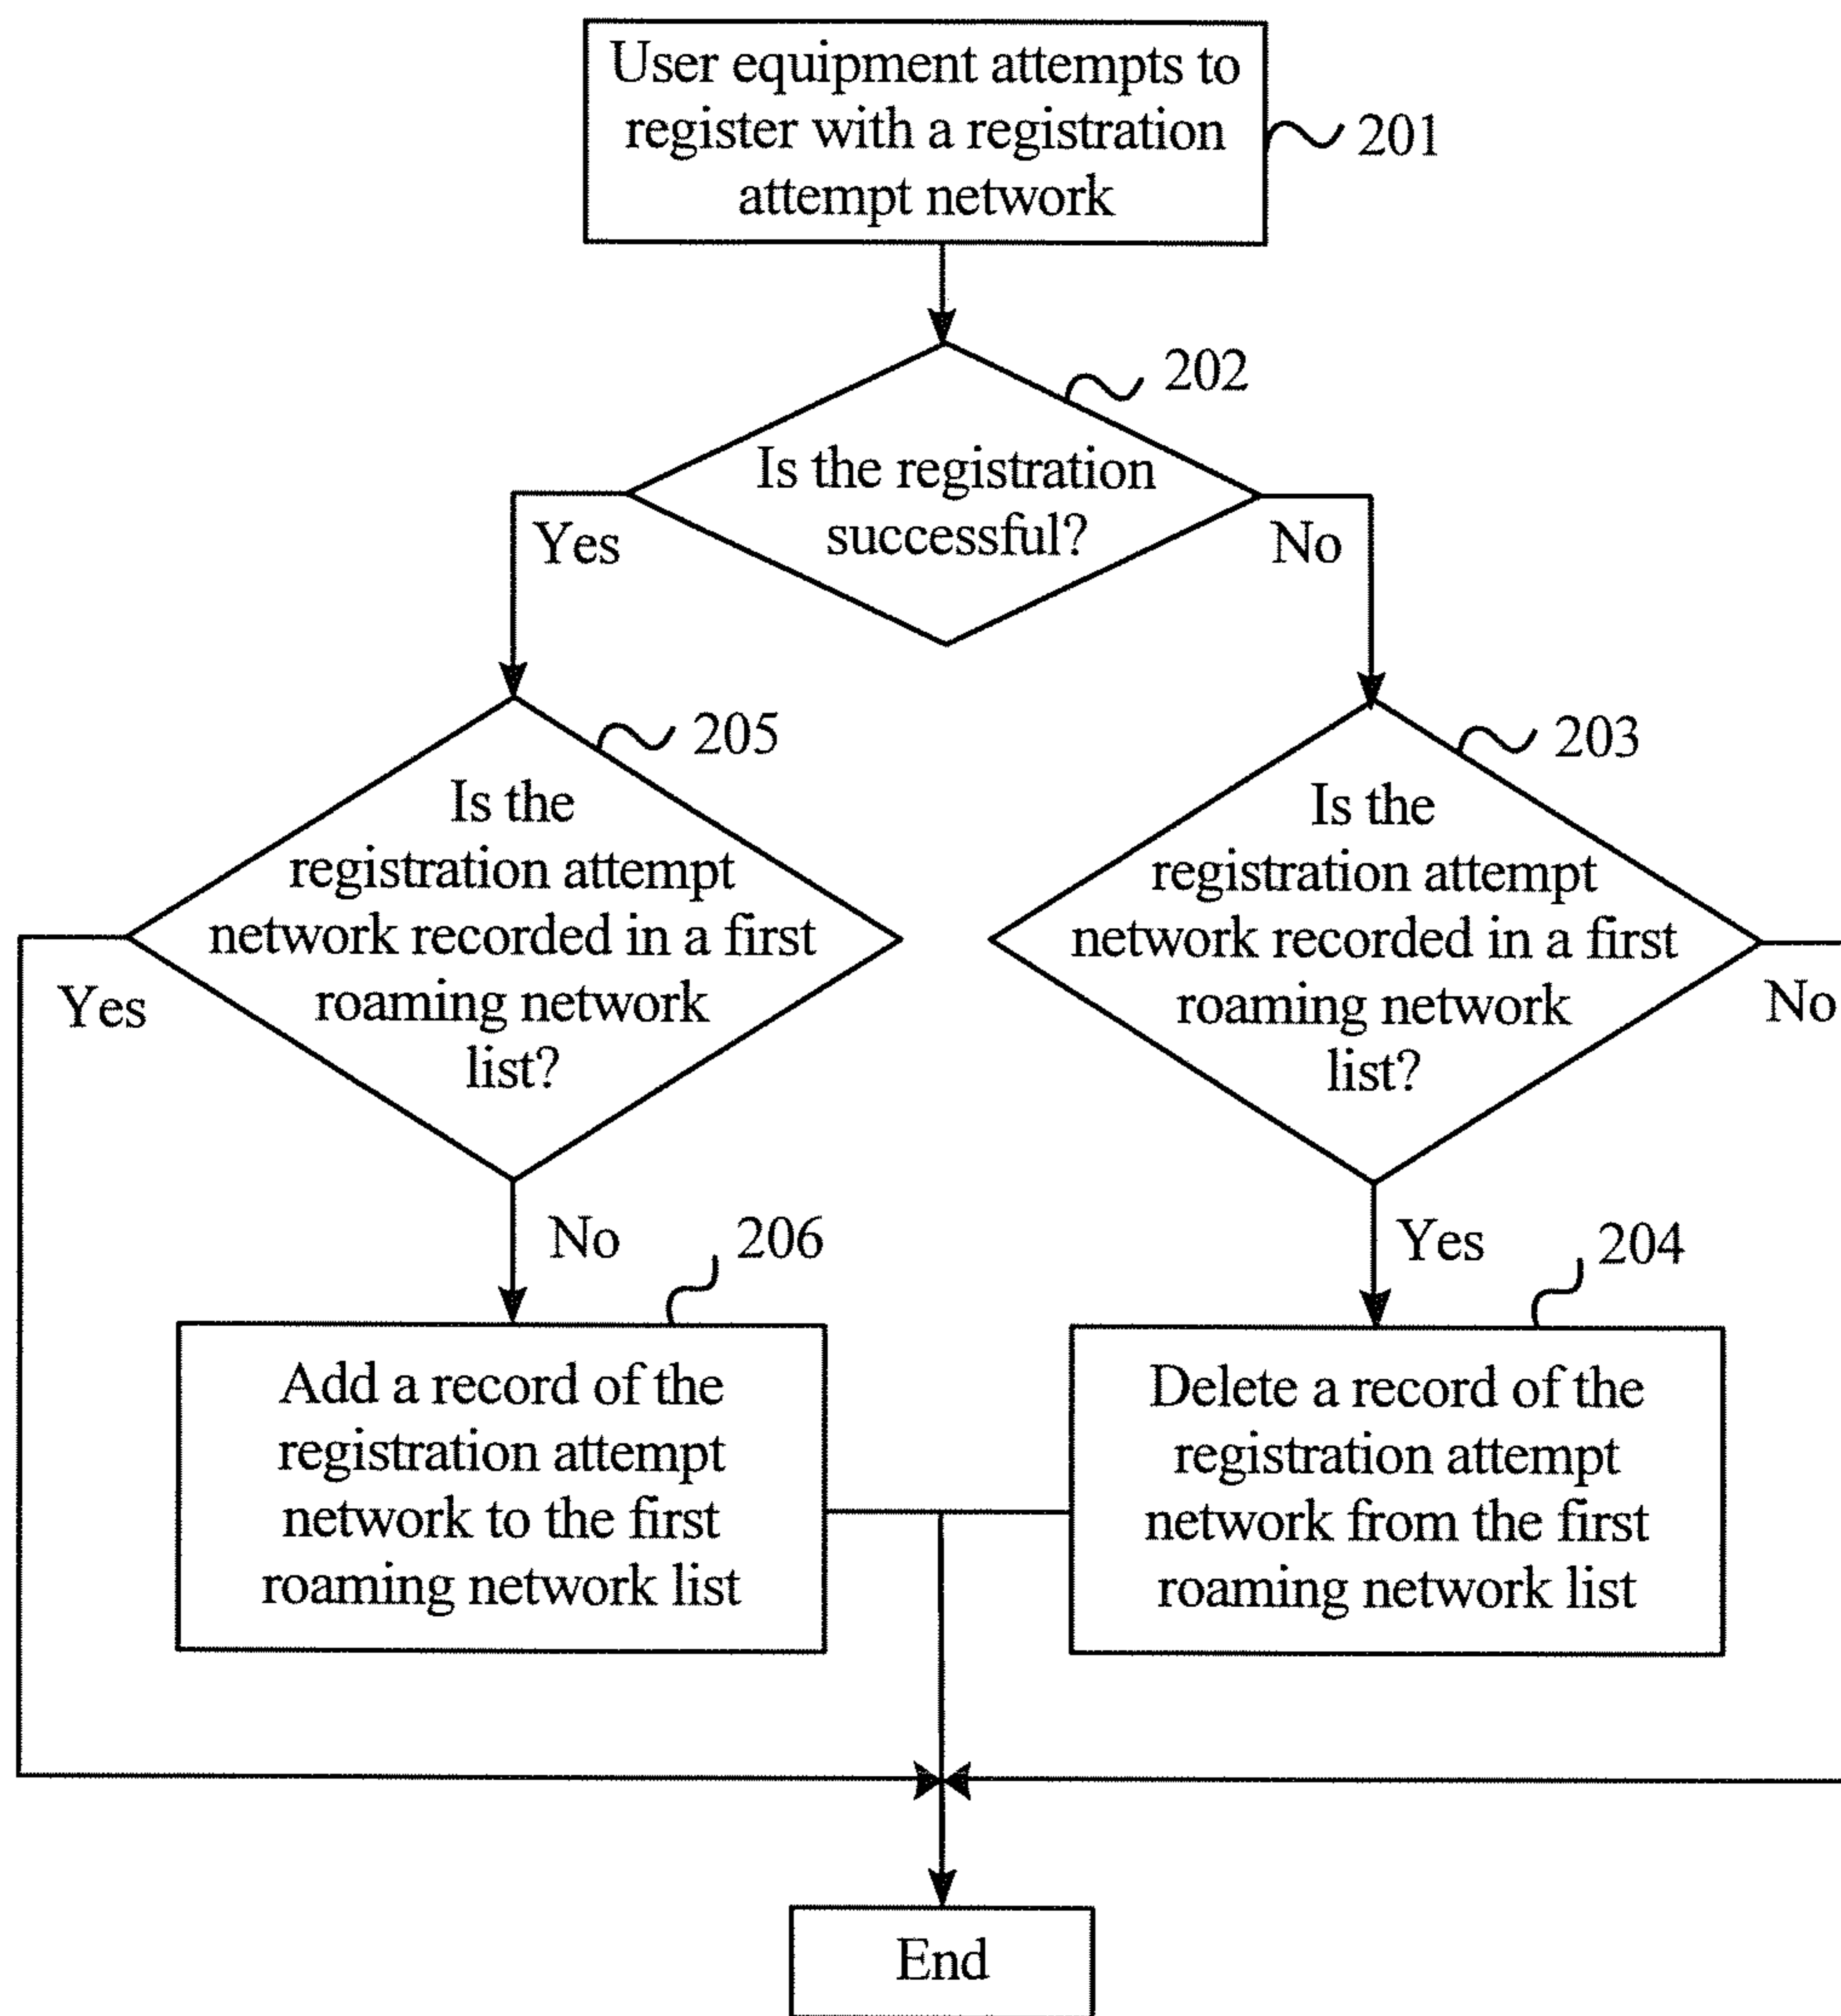 User equipment attempts to
register with a registration
attempt network
201
202
Is the registration
successful?
Yes
No
205
Is the
registration attempt
network recorded in a first
roaming network
list?
Yes
No
203
Is the
registration attempt
network recorded in a first
roaming network
list?
No
Yes
206
Add a record of the
registration attempt
network to the first
roaming network list
204
Delete a record of the
registration attempt
network from the first
roaming network list
End